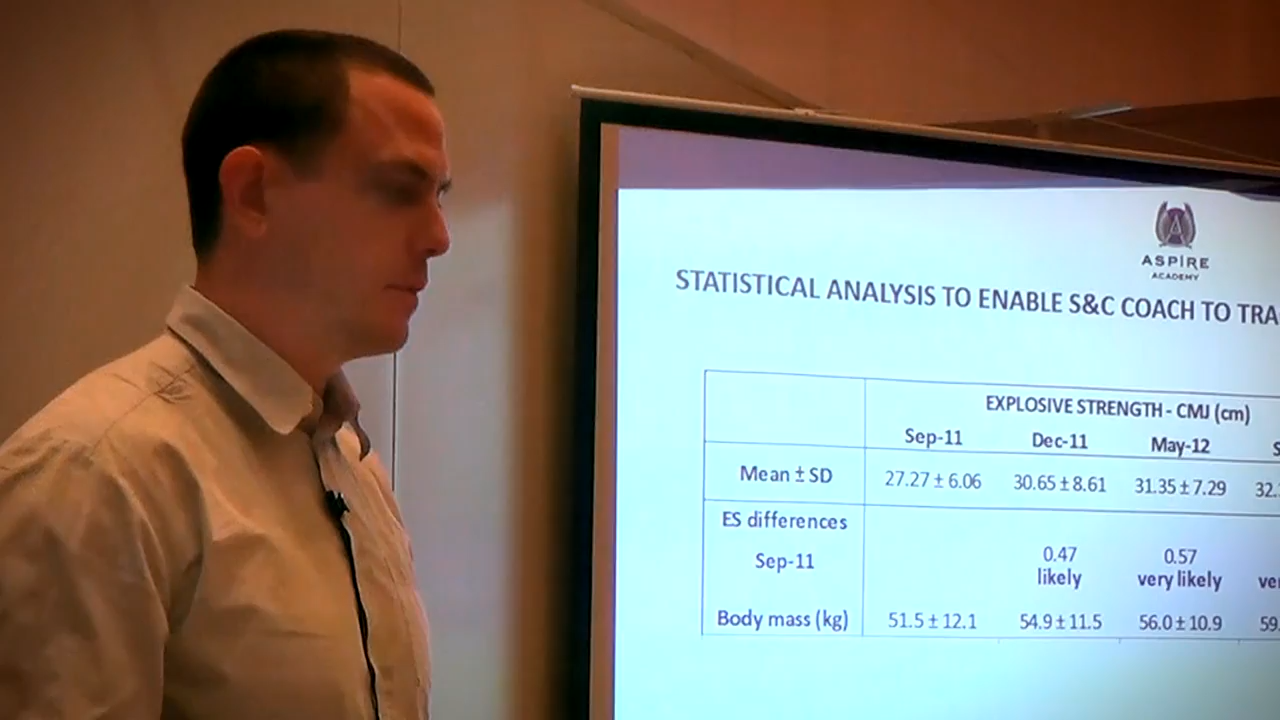 ASPIRE
ACADEMY
STATISTICAL ANALYSIS TO ENABLE S&C COACH TO
EXPLOSIVE STRENGTH - CMJ (cm)
Sep-11 Dec-11 May-12
Mean ± SD 27.27 ± 6.06 30.65 ± 8.61 31.35 ± 7.29
ES differences
Sep-11 0.47 0.57
likely very likely
Body mass (kg) 51.5 ± 12.1 54.9 ± 11.5 56.0 ± 10.9